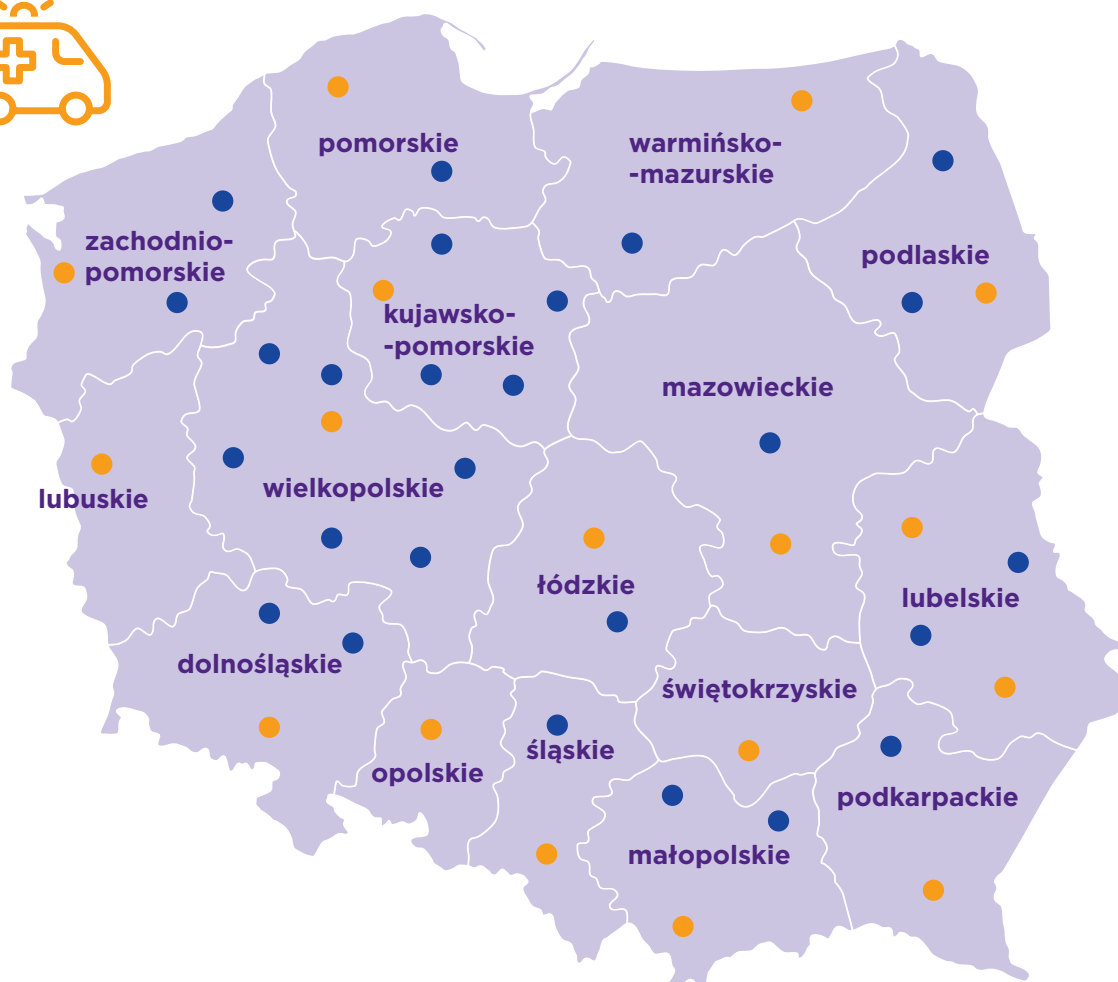 pomorskie
warmińsko-
-mazurskie
zachodnio-
pomorskie
podlaskie
kujawsko-
-pomorskie
mazowieckie
lubuskie
wielkopolskie
łódzkie
lubelskie
dolnośląskie
świętokrzyskie
śląskie
opolskie
podkarpackie
małopolskie